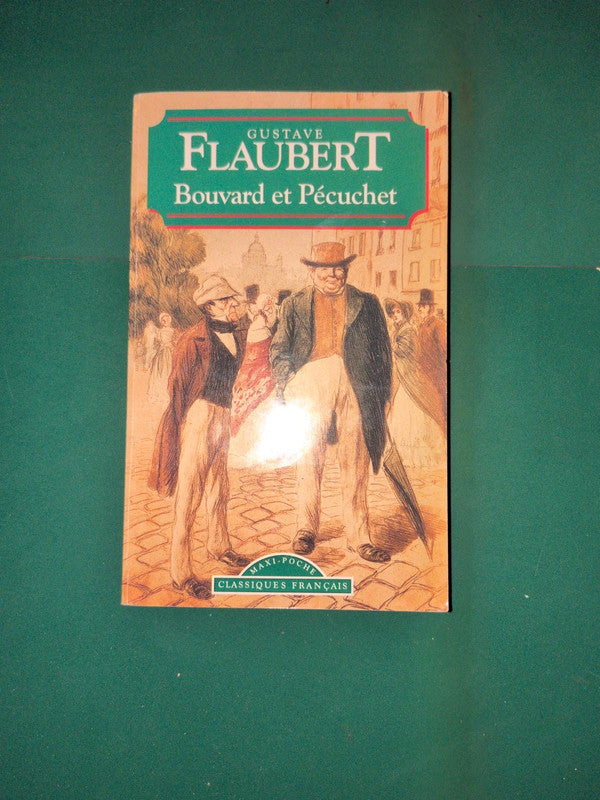 GUSTAVE
FLAUBERT
Bouvard et Pécuchet
MAXI-POCHE
CLASSIQUES FRANÇAIS